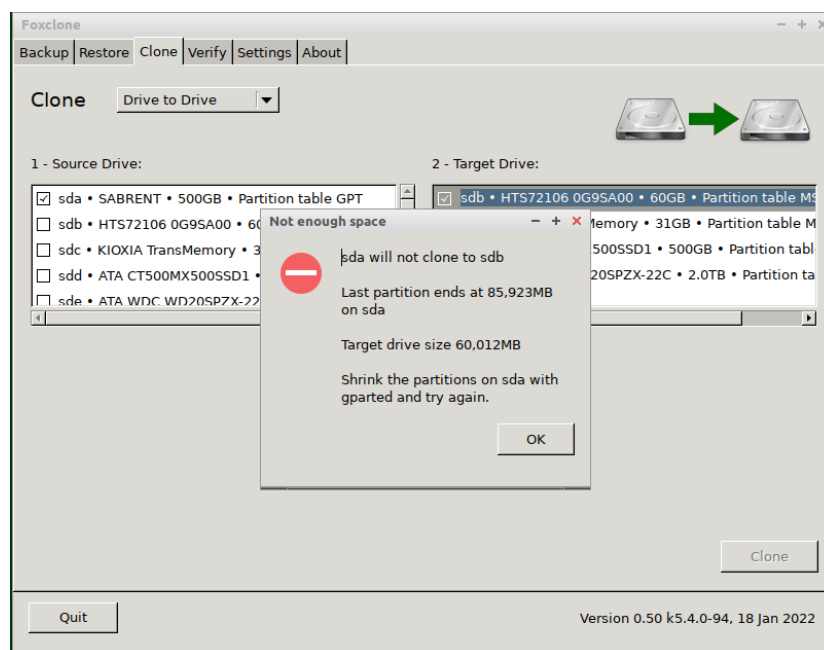 Foxclone
Backup Restore Clone Verify Settings About
Clone Drive to Drive
1 - Source Drive:
2 - Target Drive:
sda • SABRENT • 500GB • Partition table GPT
sdb • HTS72106 0G9SA00 • 60
sdc • KIOXIA TransMemory • 3
sdd • ATA CT500MX500SSD1 •
sde • ATA WDC WD20SPZX-22
sdb • HTS72106 0G9SA00 • 60GB • Partition table MS
Memory • 31GB • Partition table M
500SSD1 • 500GB • Partition tabl
20SPZX-22C • 2.0TB • Partition ta
Not enough space
sda will not clone to sdb
Last partition ends at 85,923MB
on sda
Target drive size 60,012MB
Shrink the partitions on sda with
gparted and try again.
OK
Clone
Quit
Version 0.50 k5.4.0-94, 18 Jan 2022